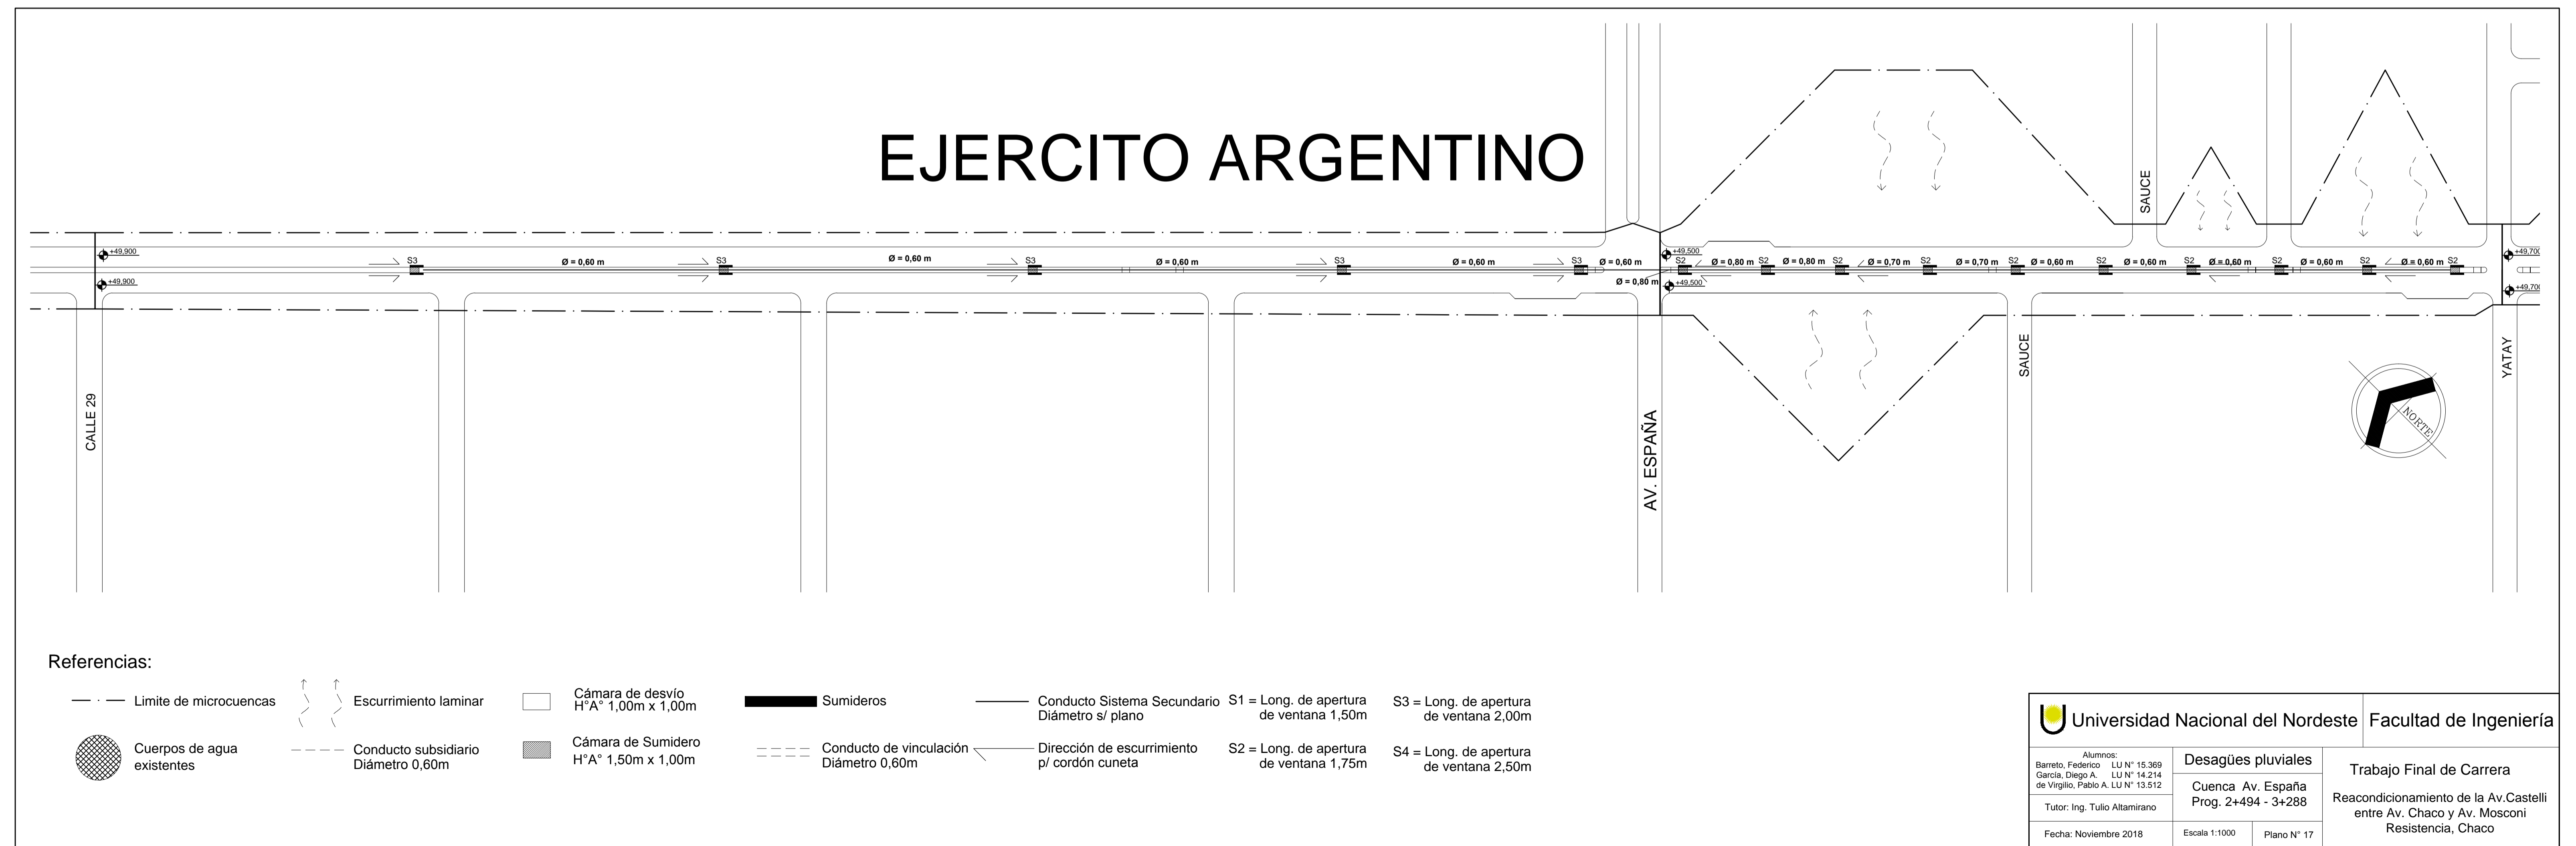 EJERCITO ARGENTINO
SAUCE
+49,900
S3
Ø = 0,60 m
S3
Ø = 0,60 m
S3
Ø = 0,60 m
S3
Ø = 0,60 m
S3
Ø = 0,60 m
+49,500
S2
Ø = 0,80 m
S2
Ø = 0,80 m
S2
Ø = 0,70 m
S2
Ø = 0,70 m
S2
Ø = 0,60 m
S2
Ø = 0,60 m
S2
Ø = 0,60 m
S2
Ø = 0,60 m
S2
Ø = 0,60 m
S2
+49,700
+49,900
Ø = 0,80 m
+49,500
+49,700
CALLE 29
AV. ESPAÑA
SAUCE
YATAY
NORTE
Referencias:
Limite de microcuencas
Escurrimiento laminar
Cámara de desvío
H°A° 1,00m x 1,00m
Sumideros
Conducto Sistema Secundario
Diámetro s/ plano
S1 = Long. de apertura
de ventana 1,50m
S3 = Long. de apertura
de ventana 2,00m
Cuerpos de agua
existentes
Conducto subsidiario
Diámetro 0,60m
Cámara de Sumidero
H°A° 1,50m x 1,00m
Conducto de vinculación
Diámetro 0,60m
Dirección de escurrimiento
p/ cordón cuneta
S2 = Long. de apertura
de ventana 1,75m
S4 = Long. de apertura
de ventana 2,50m
Universidad Nacional del Nordeste
Facultad de Ingeniería
Alumnos:
Barreto, Federico LU N° 15.369
García, Diego A. LU N° 14.214
de Virgilio, Pablo A. LU N° 13.512
Tutor: Ing. Tulio Altamirano
Fecha: Noviembre 2018
Desagües pluviales
Cuenca Av. España
Prog. 2+494 - 3+288
Escala 1:1000
Plano N° 17
Trabajo Final de Carrera
Reacondicionamiento de la Av.Castelli
entre Av. Chaco y Av. Mosconi
Resistencia, Chaco